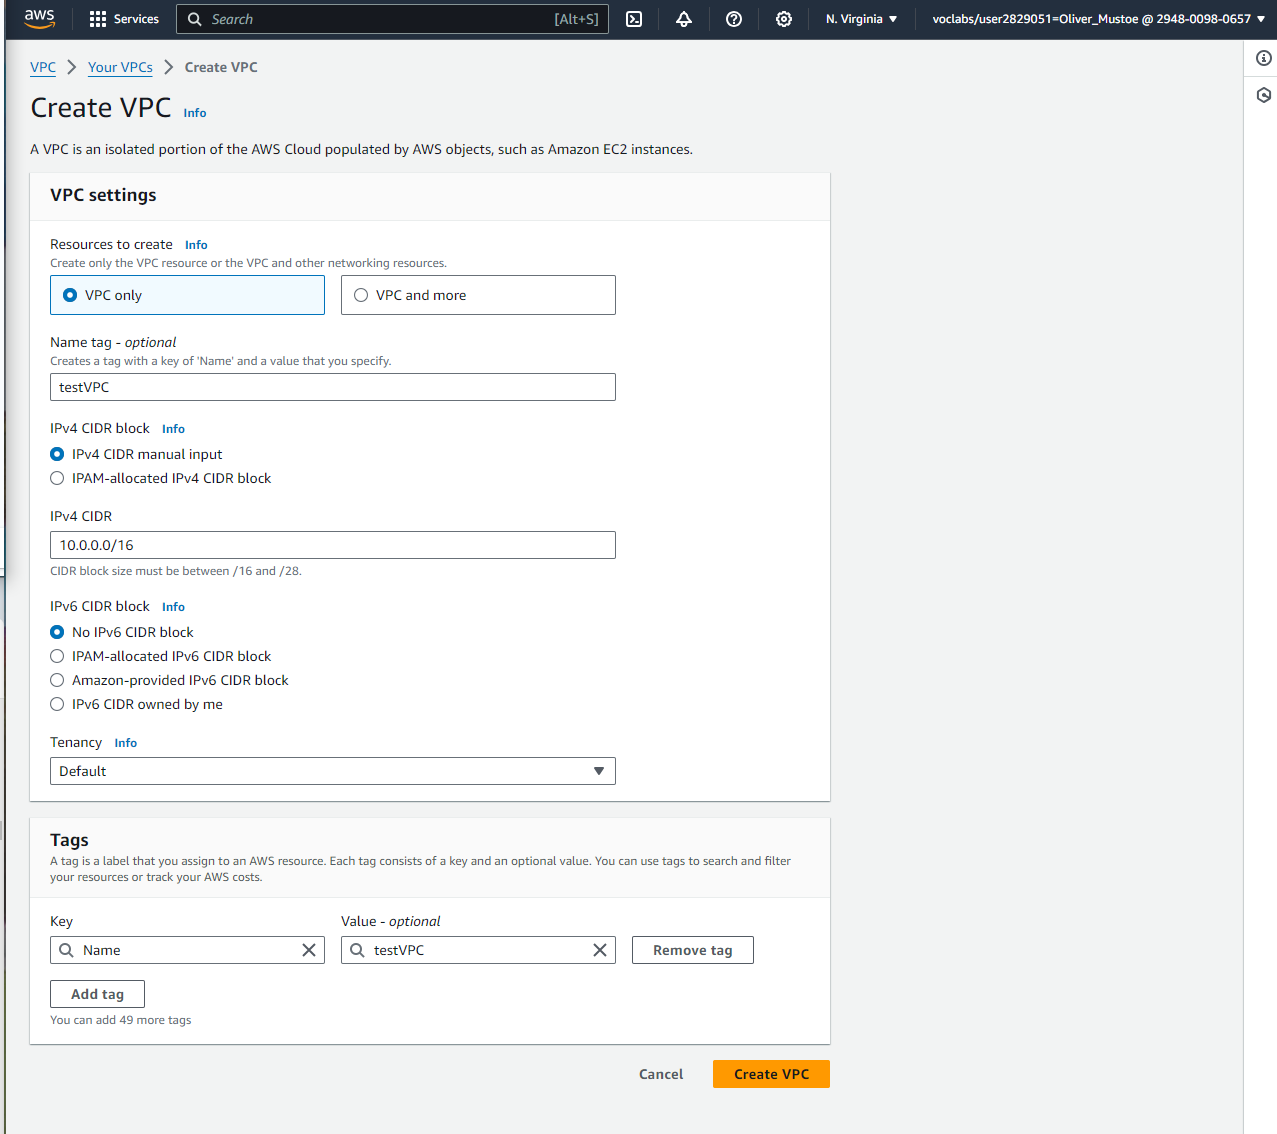 aws
Services
Search
[Alt+S]
N. Virginia
voclabs/user2829051=Oliver_Mustoe @ 2948-0098-0657
VPC
Your VPCs
Create VPC
Create VPC Info
A VPC is an isolated portion of the AWS Cloud populated by AWS objects, such as Amazon EC2 instances.
VPC settings
Resources to create Info
Create only the VPC resource or the VPC and other networking resources.
VPC only
VPC and more
Name tag - optional
Creates a tag with a key of 'Name' and a value that you specify.
testVPC
IPv4 CIDR block Info
IPv4 CIDR manual input
IPAM-allocated IPv4 CIDR block
IPv4 CIDR
10.0.0.0/16
CIDR block size must be between /16 and /28.
IPv6 CIDR block Info
No IPv6 CIDR block
IPAM-allocated IPv6 CIDR block
Amazon-provided IPv6 CIDR block
IPv6 CIDR owned by me
Tenancy Info
Default
Tags
A tag is a label that you assign to an AWS resource. Each tag consists of a key and an optional value. You can use tags to search and filter
your resources or track your AWS costs.
Key
Value - optional
Name
testVPC
Remove tag
Add tag
You can add 49 more tags
Cancel
Create VPC